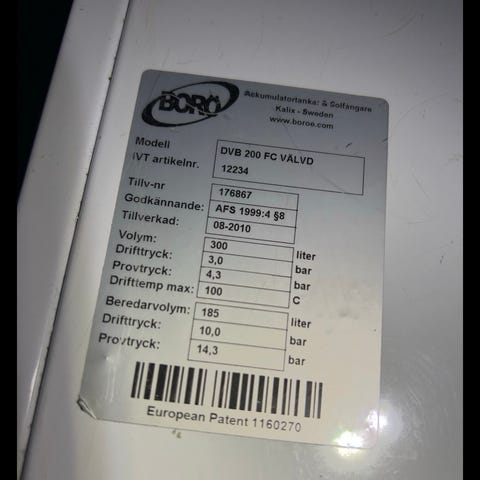 BORÖ
Ackumulatortankar & Solfångare
Kalix - Sweden
www.boroe.com
Modell DVB 200 FC VÄLVD
IVT artikelnr. 12234
Tillv-nr 176867
Godkännande: AFS 1999:4 §8
Tillverkad: 08-2010
Volym: 300 liter
Drifttryck: 3,0 bar
Provtryck: 4,3 bar
Drifttemp max: 100 C
Beredarvolym: 185 liter
Drifttryck: 10,0 bar
Provtryck: 14,3 bar
European Patent 1160270